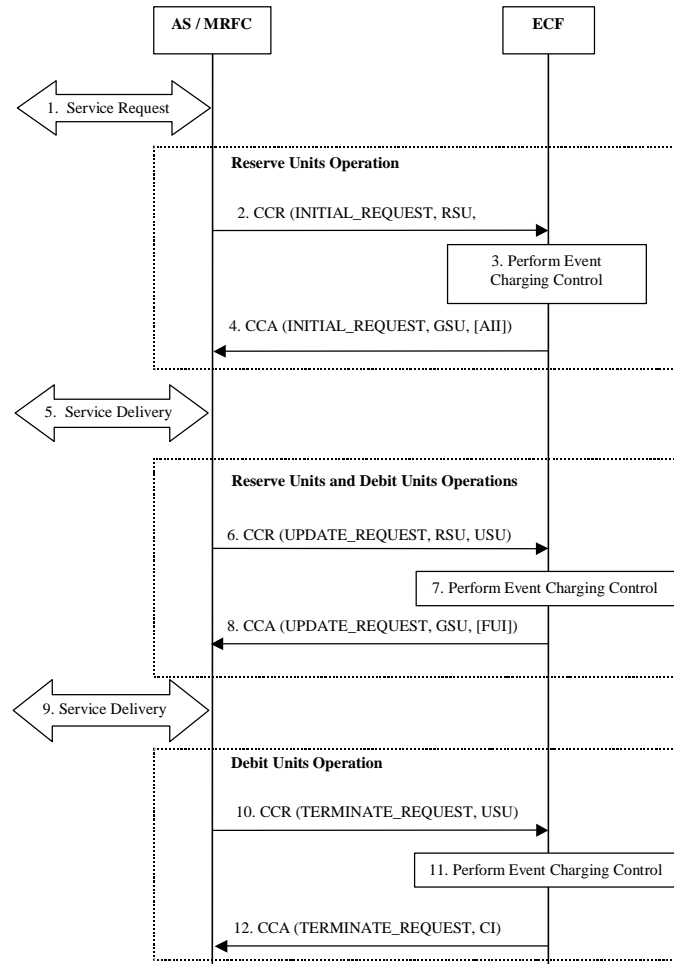 AS / MRFC
ECF
1. Service Request
Reserve Units Operation
2. CCR (INITIAL_REQUEST, RSU,
3. Perform Event
Charging Control
4. CCA (INITIAL_REQUEST, GSU, [AII])
5. Service Delivery
Reserve Units and Debit Units Operations
6. CCR (UPDATE_REQUEST, RSU, USU)
7. Perform Event Charging Control
8. CCA (UPDATE_REQUEST, GSU, [FUI])
9. Service Delivery
Debit Units Operation
10. CCR (TERMINATE_REQUEST, USU)
11. Perform Event Charging Control
12. CCA (TERMINATE_REQUEST, CI)